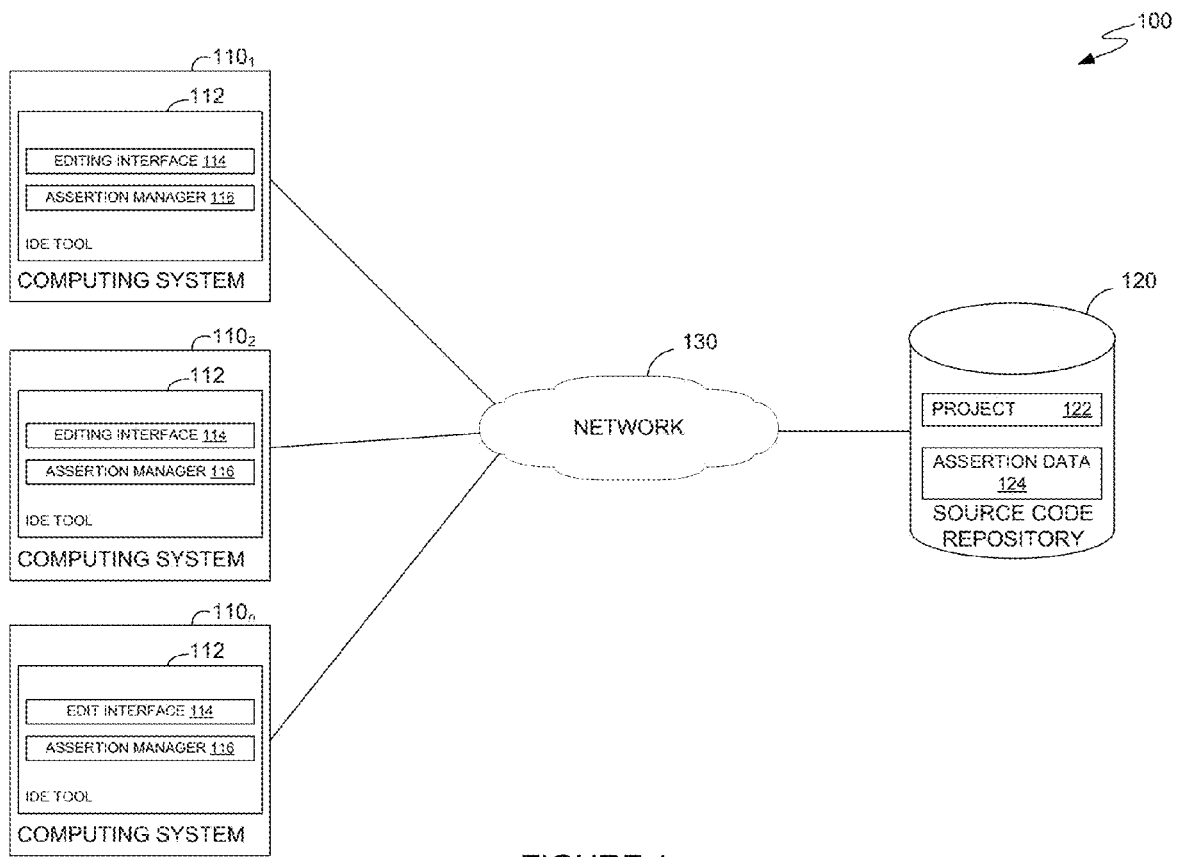 100
110₁
112
EDITING INTERFACE 114
ASSERTION MANAGER 116
IDE TOOL
COMPUTING SYSTEM
110₂
112
EDITING INTERFACE 114
ASSERTION MANAGER 116
IDE TOOL
COMPUTING SYSTEM
110ₙ
112
EDIT INTERFACE 114
ASSERTION MANAGER 116
IDE TOOL
COMPUTING SYSTEM
130
NETWORK
120
PROJECT 122
ASSERTION DATA
124
SOURCE CODE
REPOSITORY